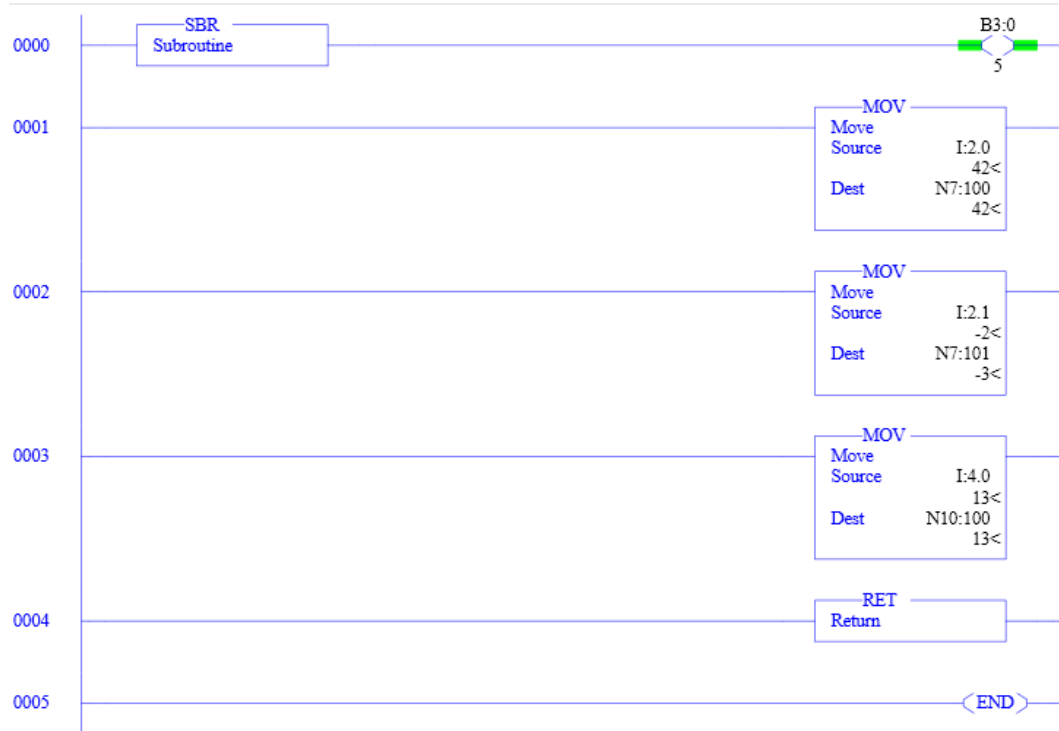 SBR
B3:0
0000
Subroutine
5
MOV
0001
Move
Source I:2.0
42<
Dest N7:100
42<
MOV
0002
Move
Source I:2.1
-2<
Dest N7:101
-3<
MOV
0003
Move
Source I:4.0
13<
Dest N10:100
13<
RET
0004
Return
0005
END